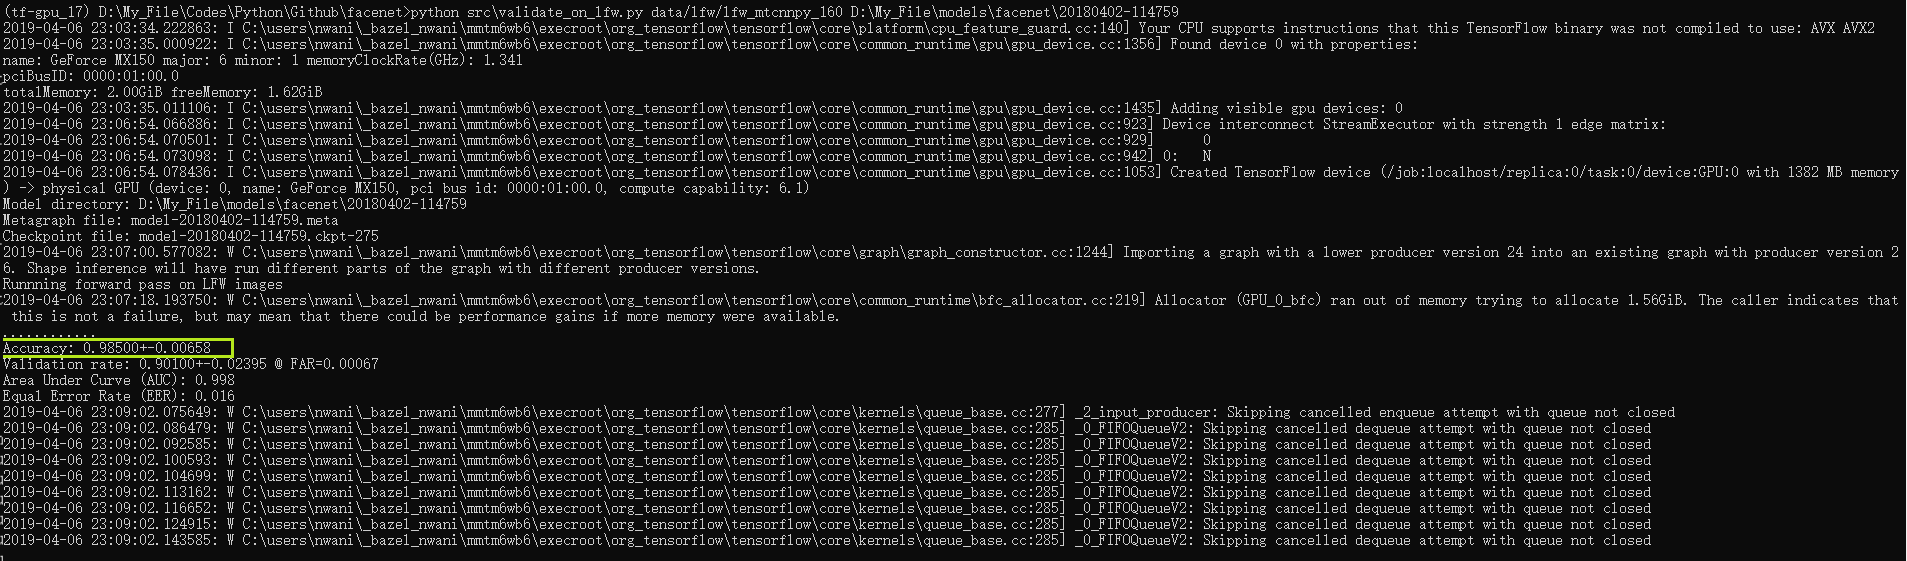 (tf-gpu_17) D:\My_File\Codes\Python\Github\facenet>python src\validate_on_lfw.py data/lfw/lfw_mtcnnpy_160 D:\My_File\models\facenet\20180402-114759
2019-04-06 23:03:34.222863: I C:\users\nwani\_bazel_nwani\mmtm6wb6\execroot\org_tensorflow\tensorflow\core\platform\cpu_feature_guard.cc:140] Your CPU supports instructions that this TensorFlow binary was not compiled to use: AVX AVX2
2019-04-06 23:03:35.000922: I C:\users\nwani\_bazel_nwani\mmtm6wb6\execroot\org_tensorflow\tensorflow\core\common_runtime\gpu\gpu_device.cc:1356] Found device 0 with properties:
name: GeForce MX150 major: 6 minor: 1 memoryClockRate(GHz): 1.341
pciBusID: 0000:01:00.0
totalMemory: 2.00GiB freeMemory: 1.62GiB
2019-04-06 23:03:35.011106: I C:\users\nwani\_bazel_nwani\mmtm6wb6\execroot\org_tensorflow\tensorflow\core\common_runtime\gpu\gpu_device.cc:1435] Adding visible gpu devices: 0
2019-04-06 23:06:54.066886: I C:\users\nwani\_bazel_nwani\mmtm6wb6\execroot\org_tensorflow\tensorflow\core\common_runtime\gpu\gpu_device.cc:923] Device interconnect StreamExecutor with strength 1 edge matrix:
2019-04-06 23:06:54.070501: I C:\users\nwani\_bazel_nwani\mmtm6wb6\execroot\org_tensorflow\tensorflow\core\common_runtime\gpu\gpu_device.cc:929]      0
2019-04-06 23:06:54.073098: I C:\users\nwani\_bazel_nwani\mmtm6wb6\execroot\org_tensorflow\tensorflow\core\common_runtime\gpu\gpu_device.cc:942] 0:   N
2019-04-06 23:06:54.078436: I C:\users\nwani\_bazel_nwani\mmtm6wb6\execroot\org_tensorflow\tensorflow\core\common_runtime\gpu\gpu_device.cc:1053] Created TensorFlow device (/job:localhost/replica:0/task:0/device:GPU:0 with 1382 MB memory
) -> physical GPU (device: 0, name: GeForce MX150, pci bus id: 0000:01:00.0, compute capability: 6.1)
Model directory: D:\My_File\models\facenet\20180402-114759
Metagraph file: model-20180402-114759.meta
Checkpoint file: model-20180402-114759.ckpt-275
2019-04-06 23:07:00.577082: W C:\users\nwani\_bazel_nwani\mmtm6wb6\execroot\org_tensorflow\tensorflow\core\graph\graph_constructor.cc:1244] Importing a graph with a lower producer version 24 into an existing graph with producer version 2
6. Shape inference will have run different parts of the graph with different producer versions.
Runnning forward pass on LFW images
2019-04-06 23:07:18.193750: W C:\users\nwani\_bazel_nwani\mmtm6wb6\execroot\org_tensorflow\tensorflow\core\common_runtime\bfc_allocator.cc:219] Allocator (GPU_0_bfc) ran out of memory trying to allocate 1.56GiB. The caller indicates that
this is not a failure, but may mean that there could be performance gains if more memory were available.
............
Accuracy: 0.98500+-0.00658
Validation rate: 0.90100+-0.02395 @ FAR=0.00067
Area Under Curve (AUC): 0.998
Equal Error Rate (EER): 0.016
2019-04-06 23:09:02.075649: W C:\users\nwani\_bazel_nwani\mmtm6wb6\execroot\org_tensorflow\tensorflow\core\kernels\queue_base.cc:277] _2_input_producer: Skipping cancelled enqueue attempt with queue not closed
2019-04-06 23:09:02.086479: W C:\users\nwani\_bazel_nwani\mmtm6wb6\execroot\org_tensorflow\tensorflow\core\kernels\queue_base.cc:285] _0_FIFOQueueV2: Skipping cancelled dequeue attempt with queue not closed
2019-04-06 23:09:02.092585: W C:\users\nwani\_bazel_nwani\mmtm6wb6\execroot\org_tensorflow\tensorflow\core\kernels\queue_base.cc:285] _0_FIFOQueueV2: Skipping cancelled dequeue attempt with queue not closed
2019-04-06 23:09:02.100593: W C:\users\nwani\_bazel_nwani\mmtm6wb6\execroot\org_tensorflow\tensorflow\core\kernels\queue_base.cc:285] _0_FIFOQueueV2: Skipping cancelled dequeue attempt with queue not closed
2019-04-06 23:09:02.104699: W C:\users\nwani\_bazel_nwani\mmtm6wb6\execroot\org_tensorflow\tensorflow\core\kernels\queue_base.cc:285] _0_FIFOQueueV2: Skipping cancelled dequeue attempt with queue not closed
2019-04-06 23:09:02.113162: W C:\users\nwani\_bazel_nwani\mmtm6wb6\execroot\org_tensorflow\tensorflow\core\kernels\queue_base.cc:285] _0_FIFOQueueV2: Skipping cancelled dequeue attempt with queue not closed
2019-04-06 23:09:02.116652: W C:\users\nwani\_bazel_nwani\mmtm6wb6\execroot\org_tensorflow\tensorflow\core\kernels\queue_base.cc:285] _0_FIFOQueueV2: Skipping cancelled dequeue attempt with queue not closed
2019-04-06 23:09:02.124915: W C:\users\nwani\_bazel_nwani\mmtm6wb6\execroot\org_tensorflow\tensorflow\core\kernels\queue_base.cc:285] _0_FIFOQueueV2: Skipping cancelled dequeue attempt with queue not closed
2019-04-06 23:09:02.143585: W C:\users\nwani\_bazel_nwani\mmtm6wb6\execroot\org_tensorflow\tensorflow\core\kernels\queue_base.cc:285] _0_FIFOQueueV2: Skipping cancelled dequeue attempt with queue not closed